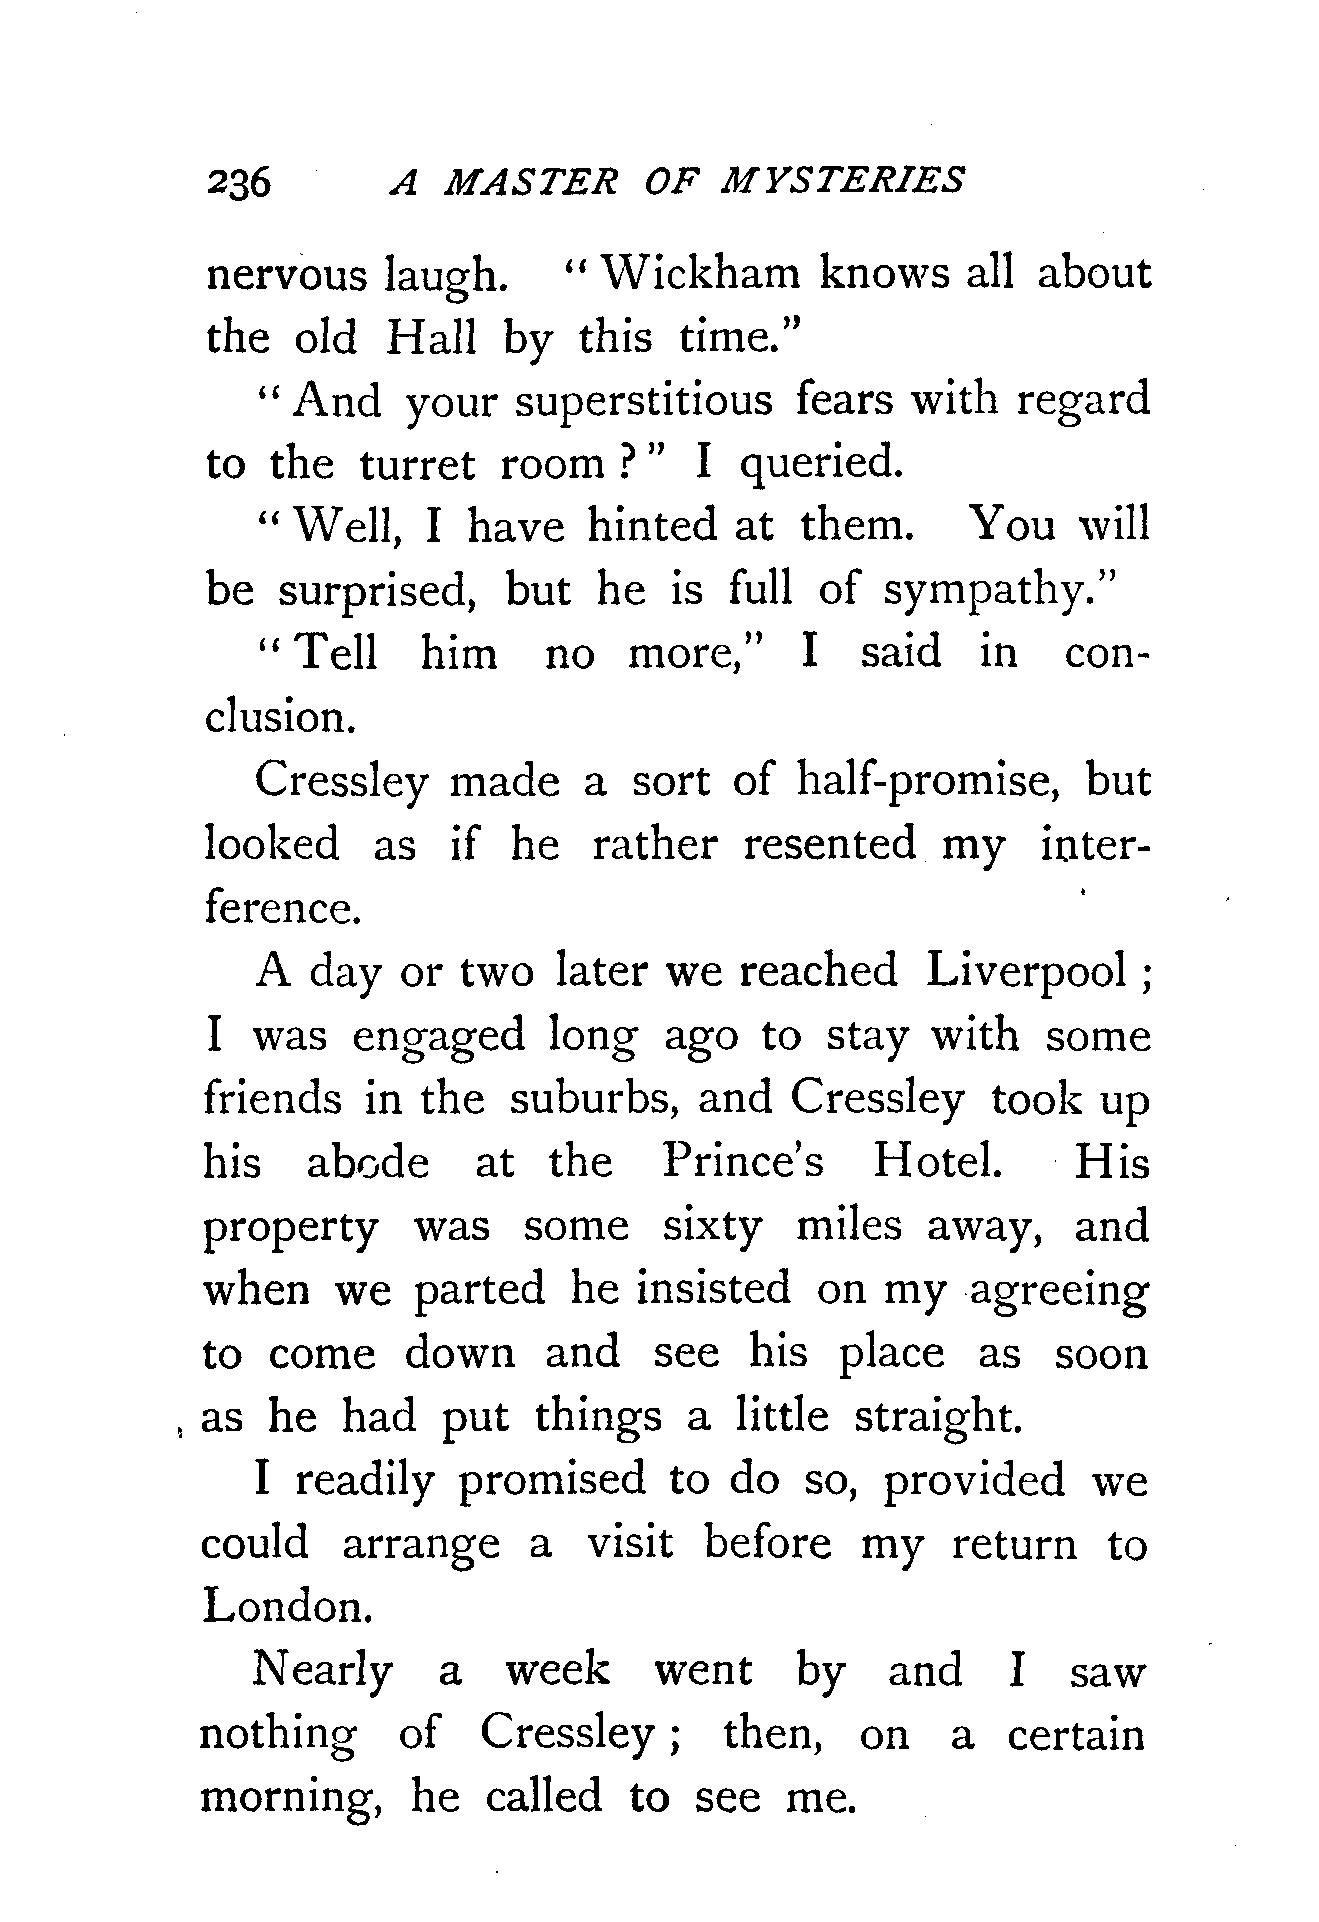 236 A MASTER OF MYSTERIES
nervous laugh. “Wickham knows all about
the old Hall by this time.”
“And your superstitious fears with regard
to the turret room?” I queried.
“Well, I have hinted at them. You will
be surprised, but he is full of sympathy.”
“Tell him no more,” I said in con-
clusion.
Cressley made a sort of half-promise, but
looked as if he rather resented my inter-
ference.
A day or two later we reached Liverpool;
I was engaged long ago to stay with some
friends in the suburbs, and Cressley took up
his abode at the Prince’s Hotel. His
property was some sixty miles away, and
when we parted he insisted on my agreeing
to come down and see his place as soon
as he had put things a little straight.
I readily promised to do so, provided we
could arrange a visit before my return to
London.
Nearly a week went by and I saw
nothing of Cressley; then, on a certain
morning, he called to see me.